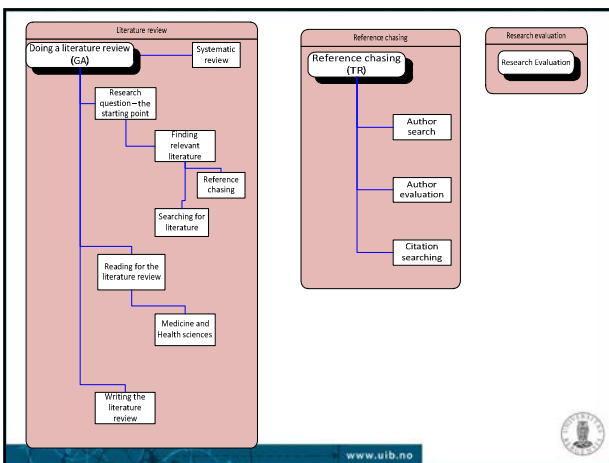 Literature review
Doing a literature review
(GA)
Systematic
review
Research
question – the
starting point
Finding
relevant
literature
Reference
chasing
Searching for
literature
Reading for the
literature review
Medicine and
Health sciences
Writing the
literature
review
Reference chasing
Reference chasing
(TR)
Author
search
Author
evaluation
Citation
searching
Research evaluation
Research Evaluation
www.uib.no